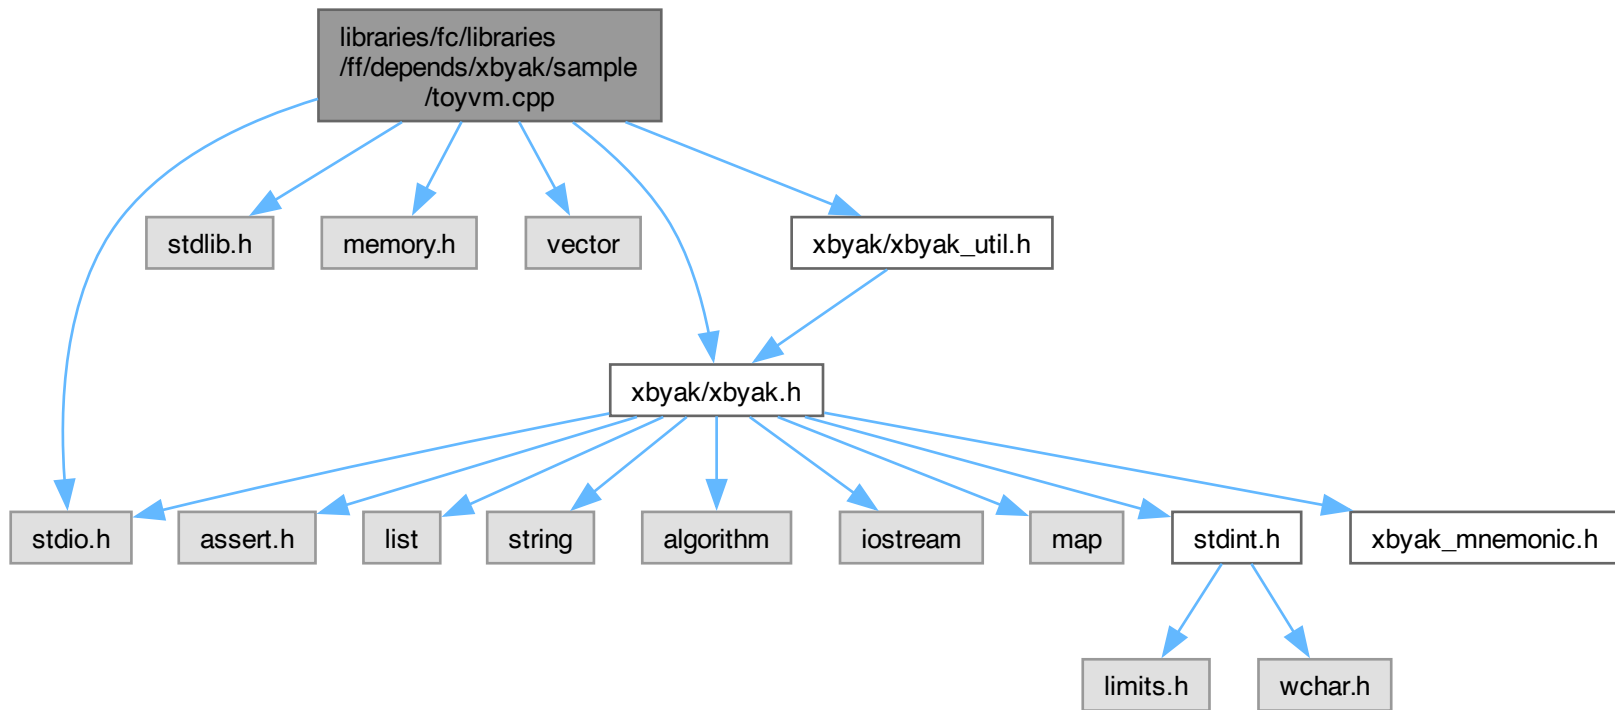 libraries/fc/libraries
/ff/depends/xbyak/sample
/toyvm.cpp
stdlib.h
memory.h
vector
xbyak/xbyak_util.h
xbyak/xbyak.h
stdio.h
assert.h
list
string
algorithm
iostream
map
stdint.h
xbyak_mnemonic.h
limits.h
wchar.h